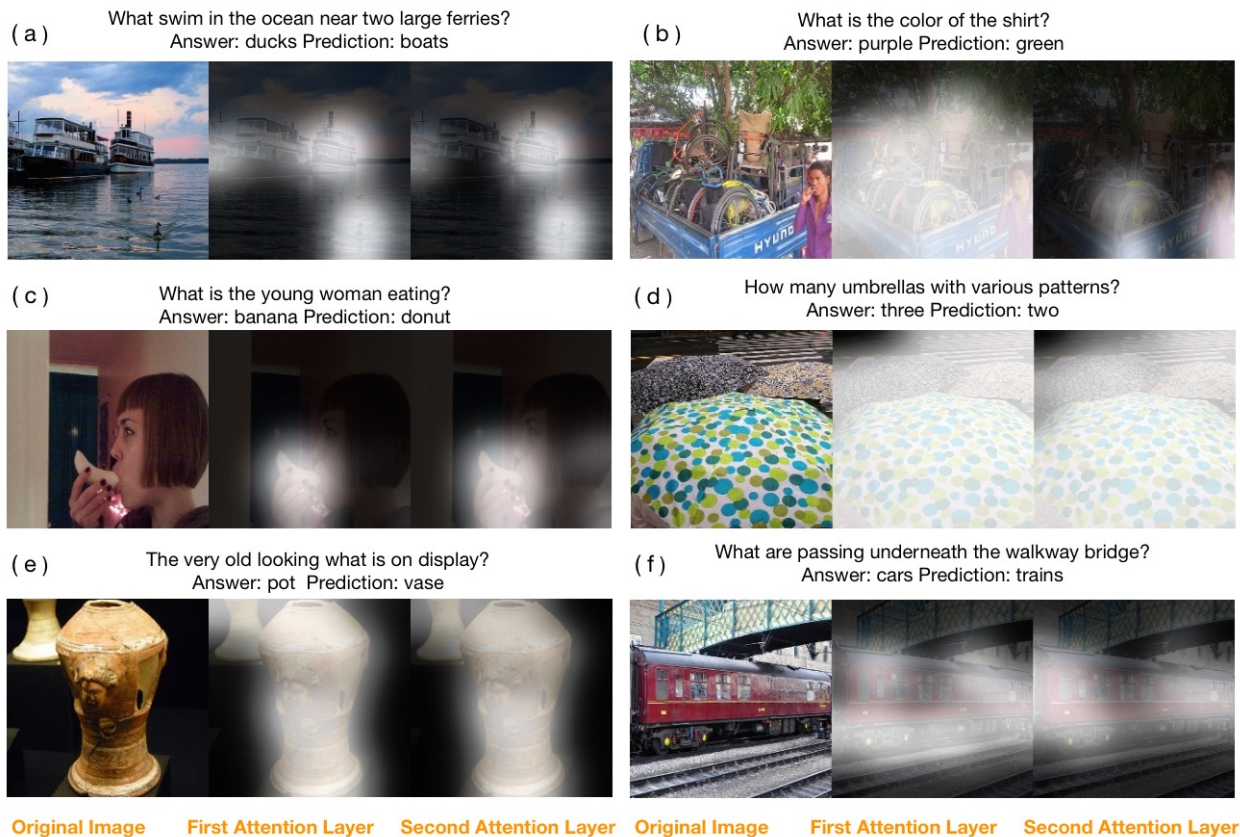 ( a )
What swim in the ocean near two large ferries?
Answer: ducks Prediction: boats
( b )
What is the color of the shirt?
Answer: purple Prediction: green
HYUND
HYUND
HYUND
( c )
What is the young woman eating?
Answer: banana Prediction: donut
( d )
How many umbrellas with various patterns?
Answer: three Prediction: two
( e )
The very old looking what is on display?
Answer: pot Prediction: vase
( f )
What are passing underneath the walkway bridge?
Answer: cars Prediction: trains
Original Image First Attention Layer Second Attention Layer Original Image First Attention Layer Second Attention Layer